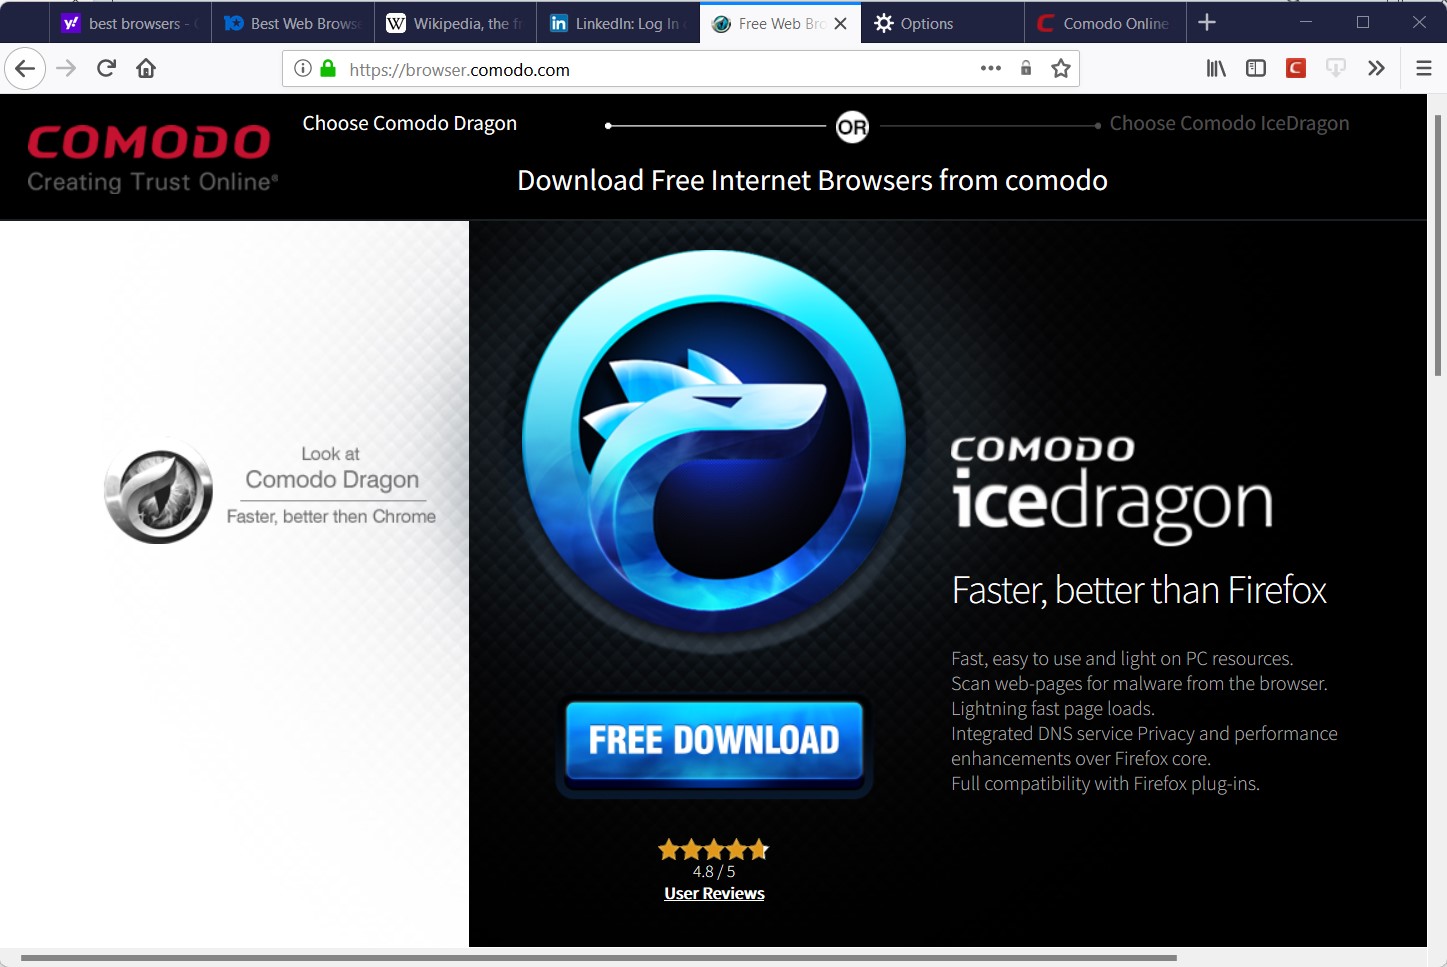 best browsers -
Best Web Brows
Wikipedia, the f
LinkedIn: Log In
Free Web Bro
Options
Comodo Online
https://browser.comodo.com
COMODO
Creating Trust Online®
Choose Comodo Dragon
OR
Choose Comodo IceDragon
Download Free Internet Browsers from comodo
Look at
Comodo Dragon
Faster, better then Chrome
COMODO
icedragon
Faster, better than Firefox
Fast, easy to use and light on PC resources.
Scan web-pages for malware from the browser.
Lightning fast page loads.
Integrated DNS service Privacy and performance
enhancements over Firefox core.
Full compatibility with Firefox plug-ins.
FREE DOWNLOAD
4.8 / 5
User Reviews